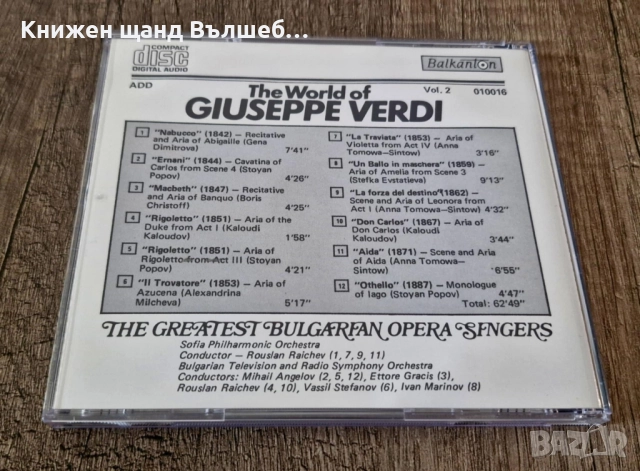 Книжен щанд Вълшеб...
COMPACT
disc
DIGITAL AUDIO
Balkanton
ADD
The World of
GIUSEPPE VERDI
Vol. 2
010016
1 "Nabucco" (1842) — Recitative
and Aria of Abigaille (Gena
Dimitrova) 7'41"
2 "Ernani" (1844) — Cavatina of
Carlos from Scene 4 (Stoyan
Popov) 4'26"
3 "Macbeth" (1847) — Recitative
and Aria of Banquo (Boris
Christoff) 4'25"
4 "Rigoletto" (1851) — Aria of the
Duke from Act I (Kaloudi
Kaloudov) 1'58"
5 "Rigoletto" (1851) — Aria of
Rigoletto from Act III (Stoyan
Popov) 4'21"
6 "Il Trovatore" (1853) — Aria of
Azucena (Alexandrina
Milcheva) 5'17"
7 "La Traviata" (1853) — Aria of
Violetta from Act IV (Anna
Tomowa-Sintow) 3'16"
8 "Un Ballo in maschera" (1859) —
Aria of Amelia from Scene 3
(Stefka Evstatieva) 9'13"
9 "La forza del destino" (1862) —
Scene and Aria of Leonora from
Act I (Anna Tomowa-Sintow) 4'32"
10 "Don Carlos" (1867) — Aria of
Don Carlos (Kaludi
Kaloudov) 3'44"
11 "Aida" (1871) — Scene and Aria
of Aida (Anna Tomowa-
Sintow) 6'55"
12 "Othello" (1887) — Monologue
of Iago (Stoyan Popov) 4'47"
Total: 62'49"
THE GREATEST BULGARIAN OPERA SINGERS
Sofia Philharmonic Orchestra
Conductor — Rouslan Raichev (1, 7, 9, 11)
Bulgarian Television and Radio Symphony Orchestra
Conductors: Mihail Angelov (2, 5, 12), Ettore Gracis (3),
Rouslan Raichev (4, 10), Vassil Stefanov (6), Ivan Marinov (8)
BAZAR